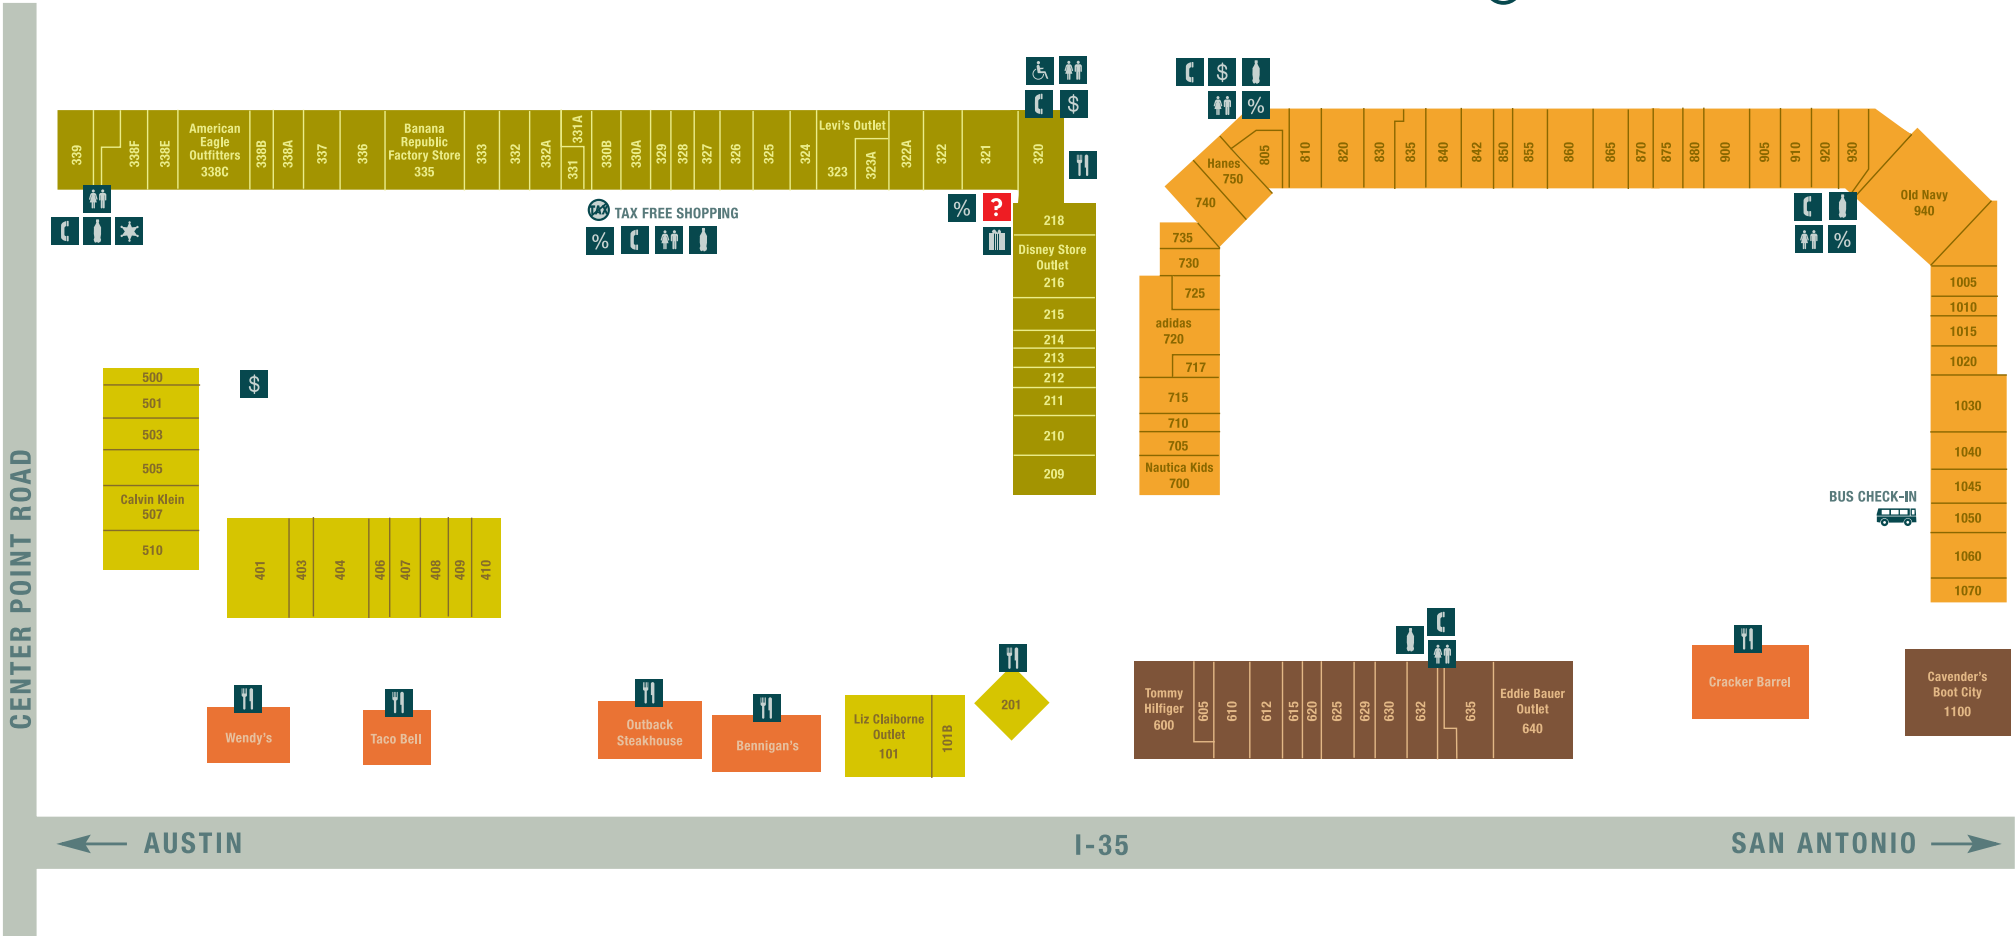 339
338F
338E
American
Eagle
Outfitters
338C
338B
338A
337
336
Banana
Republic
Factory Store
335
333
332
332A
331A
331
330B
330A
329
328
327
326
325
324
Levi's Outlet
323
323A
322A
322
321
320
$
%
?
TAX
TAX FREE SHOPPING
%
218
Disney Store
Outlet
216
215
214
213
212
211
210
209
$
%
Hanes
750
740
805
810
820
830
835
840
842
850
855
860
865
870
875
880
900
905
910
920
930
Old Navy
940
%
735
730
725
adidas
720
717
715
710
705
Nautica Kids
700
1005
1010
1015
1020
1030
1040
1045
1050
1060
1070
BUS CHECK-IN
500
501
503
505
Calvin Klein
507
510
$
401
403
404
406
407
408
409
410
CENTER POINT ROAD
Wendy's
Taco Bell
Outback
Steakhouse
Bennigan's
Liz Claiborne
Outlet
101
101B
201
Tommy
Hilfiger
600
605
610
612
615
620
625
629
630
632
635
Eddie Bauer
Outlet
640
Cracker Barrel
Cavender's
Boot City
1100
AUSTIN
I-35
SAN ANTONIO